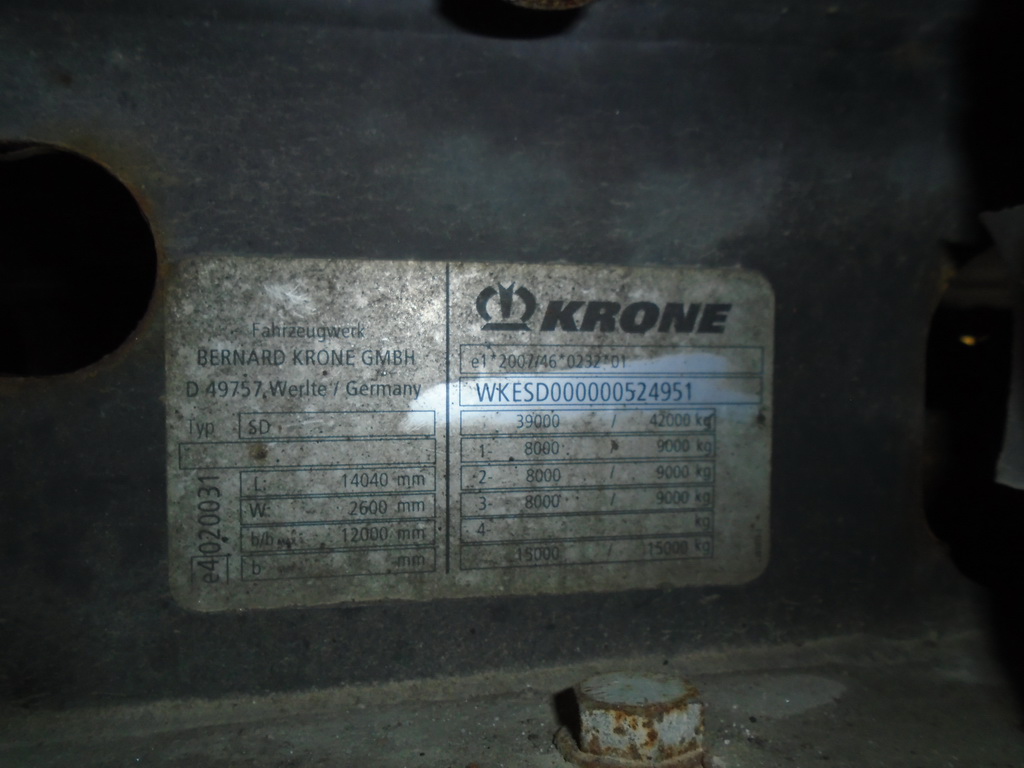 Fahrzeugwerk
BERNARD KRONE GMBH
D 49757 Werlte / Germany
Typ SD
L: 14040 mm
W: 2600 mm
b/h 12000 mm
b mm
e4 020031
KRONE
e1*2007/46*0232*01
WKESD000000524951
39000 / 42000 kg
1- 8000 / 9000 kg
2- 8000 / 9000 kg
3- 8000 / 9000 kg
4- kg
15000 / 15000 kg